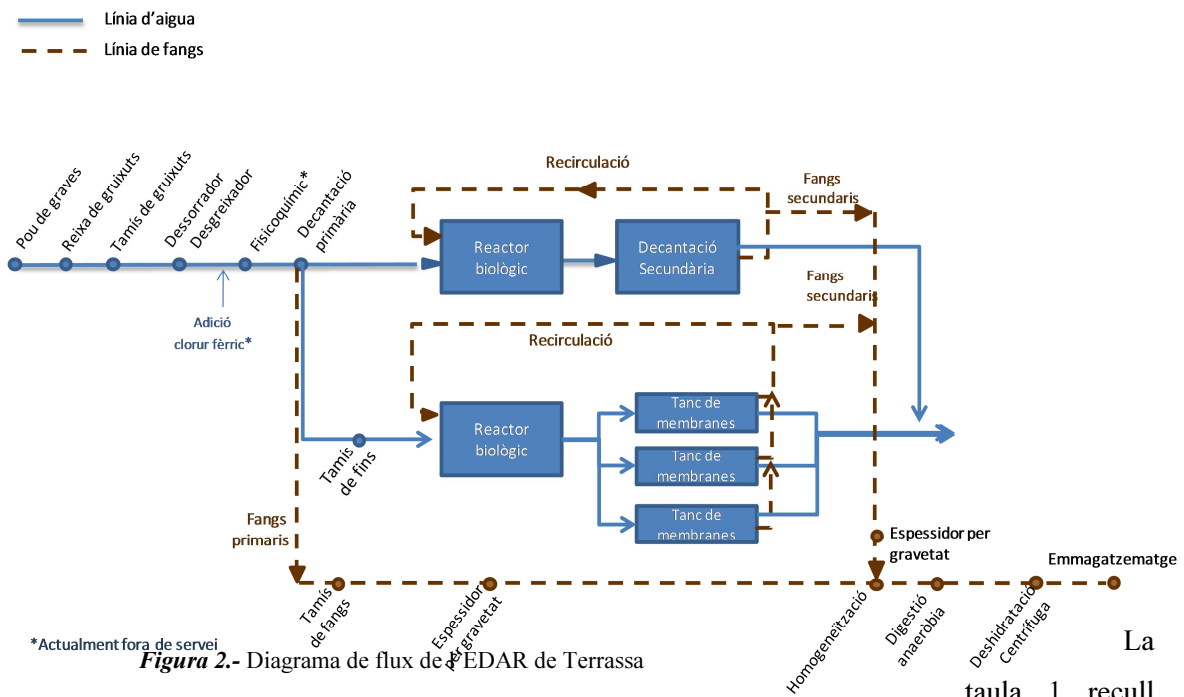 Línia d'aigua
Línia de fangs
Pou de graves
Reixa de gruixuts
Tamís de gruixuts
Dessorrador
Desgreixador
Fisicoquímic*
Decantació
primària
Adició
clorur fèrric*
Recirculació
Fangs
secundaris
Reactor
biològic
Decantació
Secundària
Fangs
secundaris
Recirculació
Reactor
biològic
Tanc de
membranes
Tanc de
membranes
Tanc de
membranes
Tamís
de fins
Fangs
primaris
Espessidor per
gravetat
Emmagatzematge
Tamís
de fangs
Espessidor
per gravetat
Homogeneïtzació
Digestió
anaeròbia
Deshidratació
Centrífuga
*Actualment fora de servei
Figura 2.- Diagrama de flux de l'EDAR de Terrassa
La
taula 1 recull